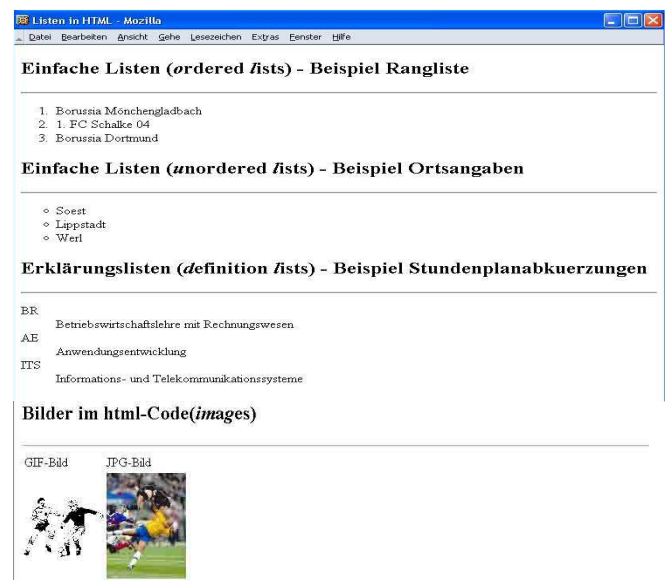 Listen in HTML - Mozilla
Datei Bearbeiten Ansicht Gehe Lesezeichen Extras Fenster Hilfe
Einfache Listen (ordered lists) - Beispiel Rangliste
1. Borussia Mönchengladbach
2. 1. FC Schalke 04
3. Borussia Dortmund
Einfache Listen (unordered lists) - Beispiel Ortsangaben
Soest
Lippstadt
Werl
Erklärungslisten (definition lists) - Beispiel Stundenplanabkuerzungen
BR
Betriebswirtschaftslehre mit Rechnungswesen
AE
Anwendungsentwicklung
ITS
Informations- und Telekommunikationssysteme
Bilder im html-Code(images)
GIF-Bild JPG-Bild